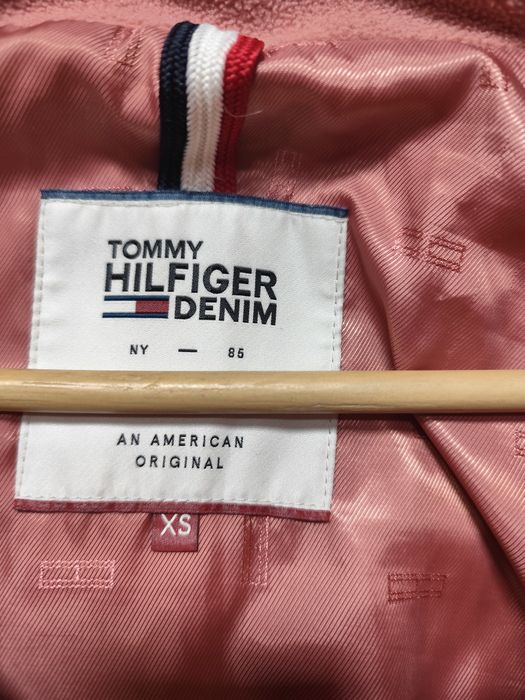 TOMMY
HILFIGER
DENIM
NY — 85
AN AMERICAN
ORIGINAL
XS